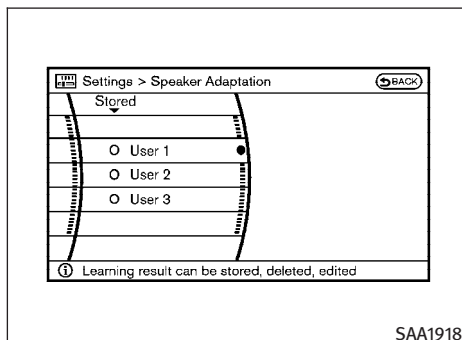 Settings > Speaker Adaptation
BACK
Stored
User 1
User 2
User 3
Learning result can be stored, deleted, edited
SAA1918